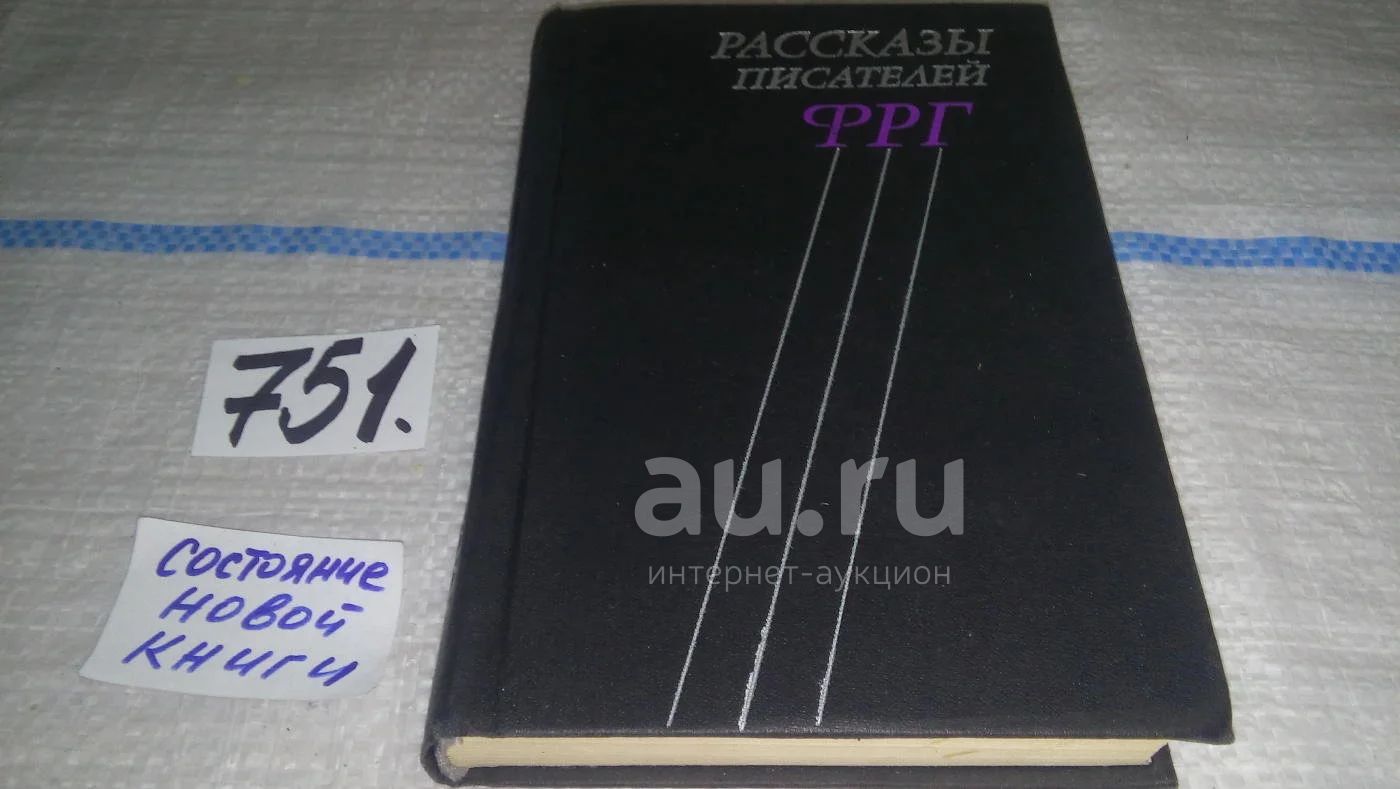 РАССКАЗЫ
ПИСАТЕЛЕЙ
ФРГ
751.
au.ru
интернет-аукцион
Состояние
новой
книги